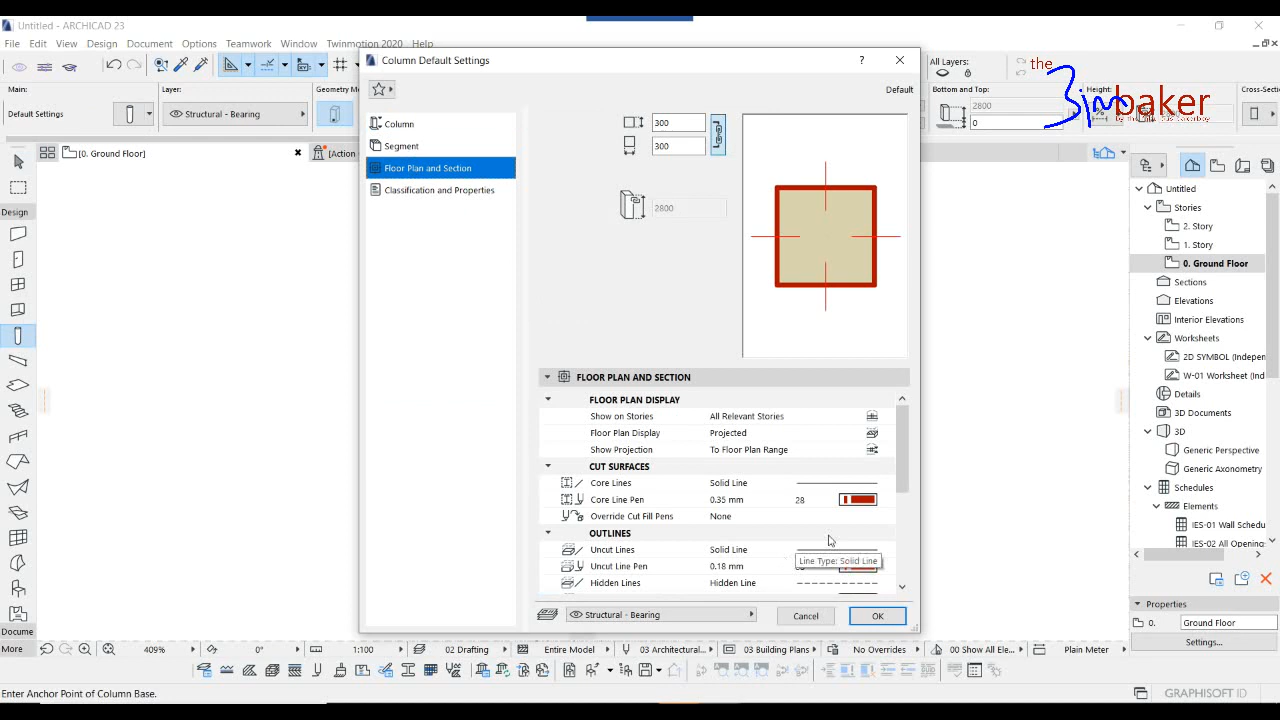 Untitled - ARCHICAD 23
File Edit View Design Document Options Teamwork Window Twinmotion 2020 Help
Main:
Default Settings
Layer:
Structural - Bearing
Geometry M
All Layers:
Bottom and Top:
2800
0
Height:
Cross-Secti
the
3im baker
[0. Ground Floor]
[Action
Column Default Settings
?
Default
Column
Segment
Floor Plan and Section
Classification and Properties
300
300
2800
FLOOR PLAN AND SECTION
FLOOR PLAN DISPLAY
Show on Stories All Relevant Stories
Floor Plan Display Projected
Show Projection To Floor Plan Range
CUT SURFACES
Core Lines Solid Line
Core Line Pen 0.35 mm 28
Override Cut Fill Pens None
OUTLINES
Uncut Lines Solid Line
Line Type: Solid Line
Uncut Line Pen 0.18 mm
Hidden Lines Hidden Line
Structural - Bearing
Cancel
OK
Design
Docume
More
Untitled
Stories
2. Story
1. Story
0. Ground Floor
Sections
Elevations
Interior Elevations
Worksheets
2D SYMBOL (Indepen
W-01 Worksheet (Ind
Details
3D Documents
3D
Generic Perspective
Generic Axonometry
Schedules
Elements
IES-01 Wall Schedu
IES-02 All Opening
Properties
0. Ground Floor
Settings...
409% 0° 1:100 02 Drafting Entire Model 03 Architectural... 03 Building Plans No Overrides 00 Show All Ele... Plain Meter
Enter Anchor Point of Column Base.
GRAPHISOFT ID